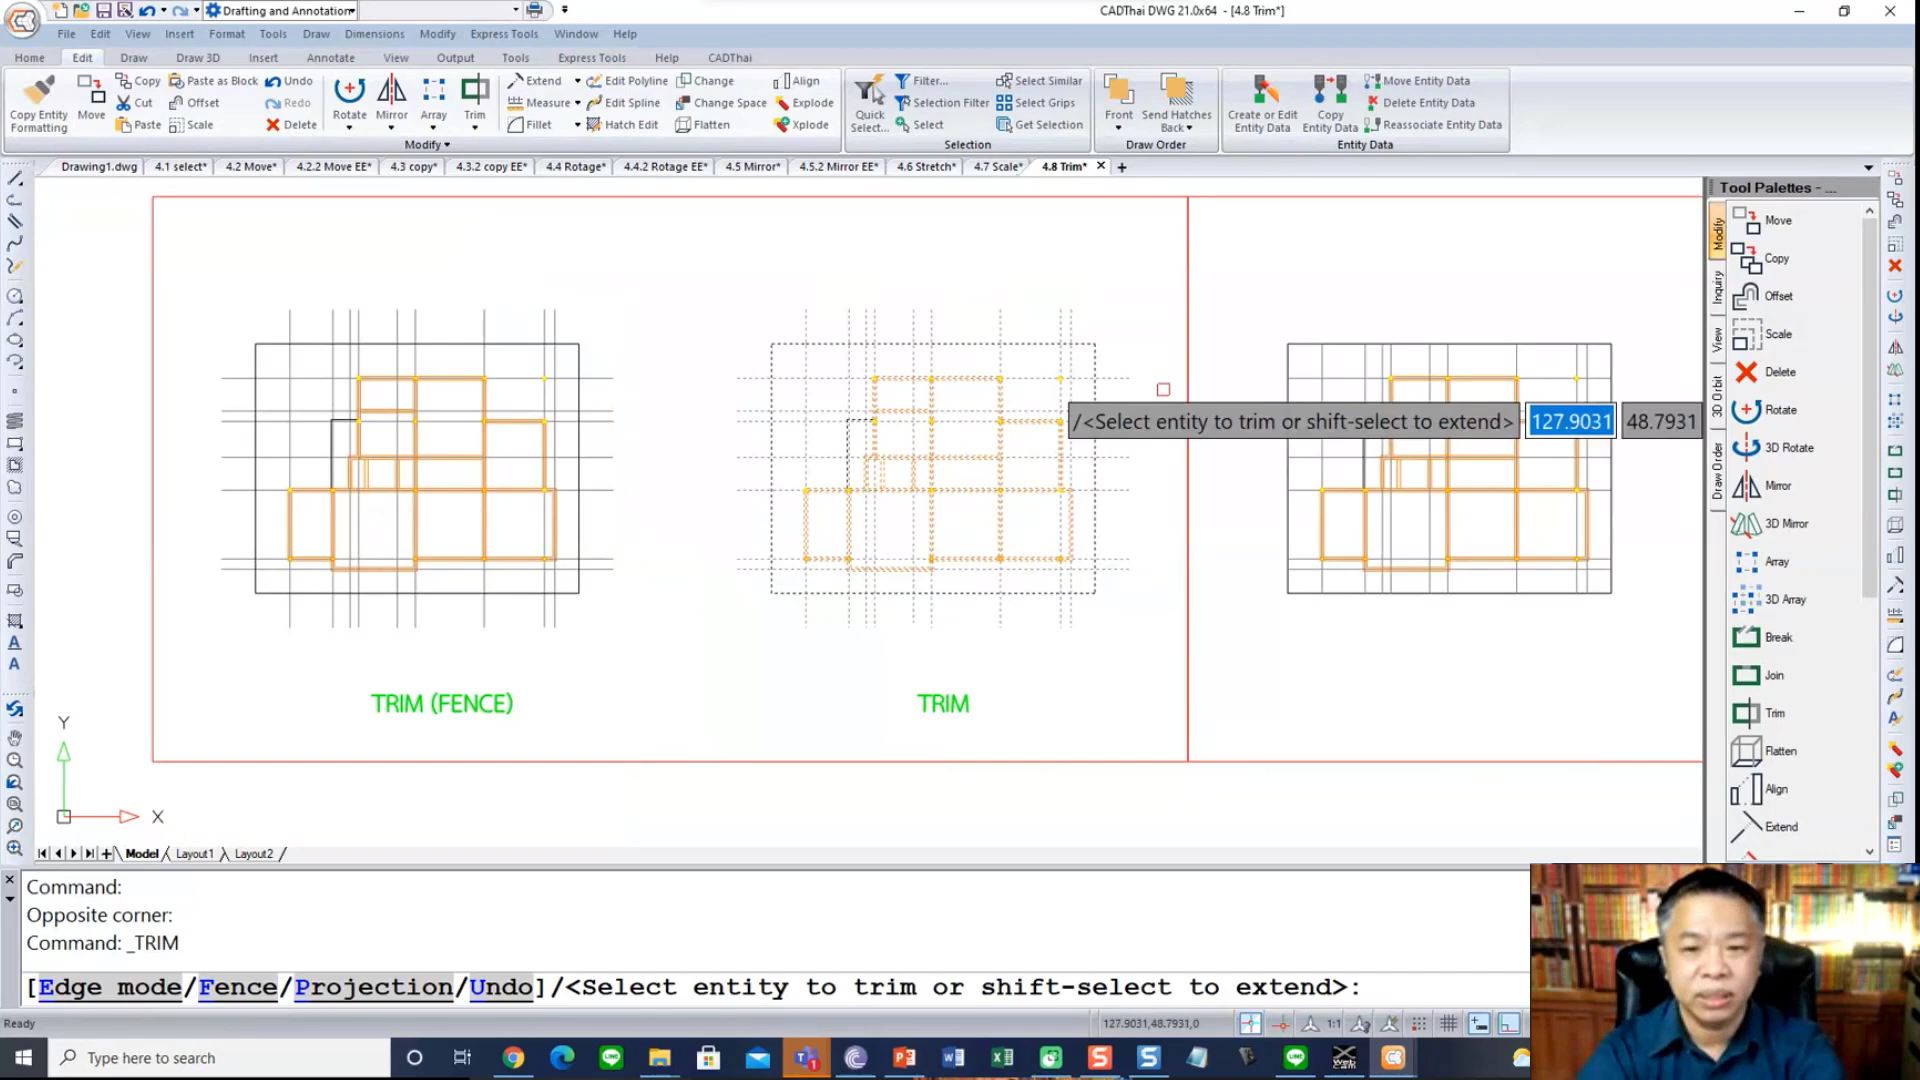 Drafting and Annotation
CADThai DWG 21.0x64 - [4.8 Trim*]
File Edit View Insert Format Tools Draw Dimensions Modify Express Tools Window Help
Home Edit Draw Draw 3D Insert Annotate View Output Tools Express Tools Help CADThai
Copy Entity Formatting
Move
Copy
Cut
Paste
Paste as Block
Offset
Scale
Undo
Redo
Delete
Rotate
Mirror
Array
Trim
Extend
Measure
Fillet
Edit Polyline
Edit Spline
Hatch Edit
Change
Change Space
Flatten
Align
Explode
Xplode
Modify
Quick Select...
Filter...
Selection Filter
Select
Select Similar
Select Grips
Get Selection
Selection
Front
Send Hatches Back
Draw Order
Create or Edit Entity Data
Copy Entity Data
Move Entity Data
Delete Entity Data
Reassociate Entity Data
Entity Data
Drawing1.dwg 4.1 select* 4.2 Move* 4.2.2 Move EE* 4.3 copy* 4.3.2 copy EE* 4.4 Rotage* 4.4.2 Rotage EE* 4.5 Mirror* 4.5.2 Mirror EE* 4.6 Stretch* 4.7 Scale* 4.8 Trim*
Tool Palettes - ...
Modify
Inquiry
View
3D Orbit
Draw Order
Move
Copy
Offset
Scale
Delete
Rotate
3D Rotate
Mirror
3D Mirror
Array
3D Array
Break
Join
Trim
Flatten
Align
Extend
/<Select entity to trim or shift-select to extend> 127.9031 48.7931
TRIM (FENCE)
TRIM
Y
X
Model Layout1 Layout2
Command:
Opposite corner:
Command: _TRIM
[Edge mode/Fence/Projection/Undo]/<Select entity to trim or shift-select to extend>:
Ready
127.9031,48.7931,0
1:1
Type here to search